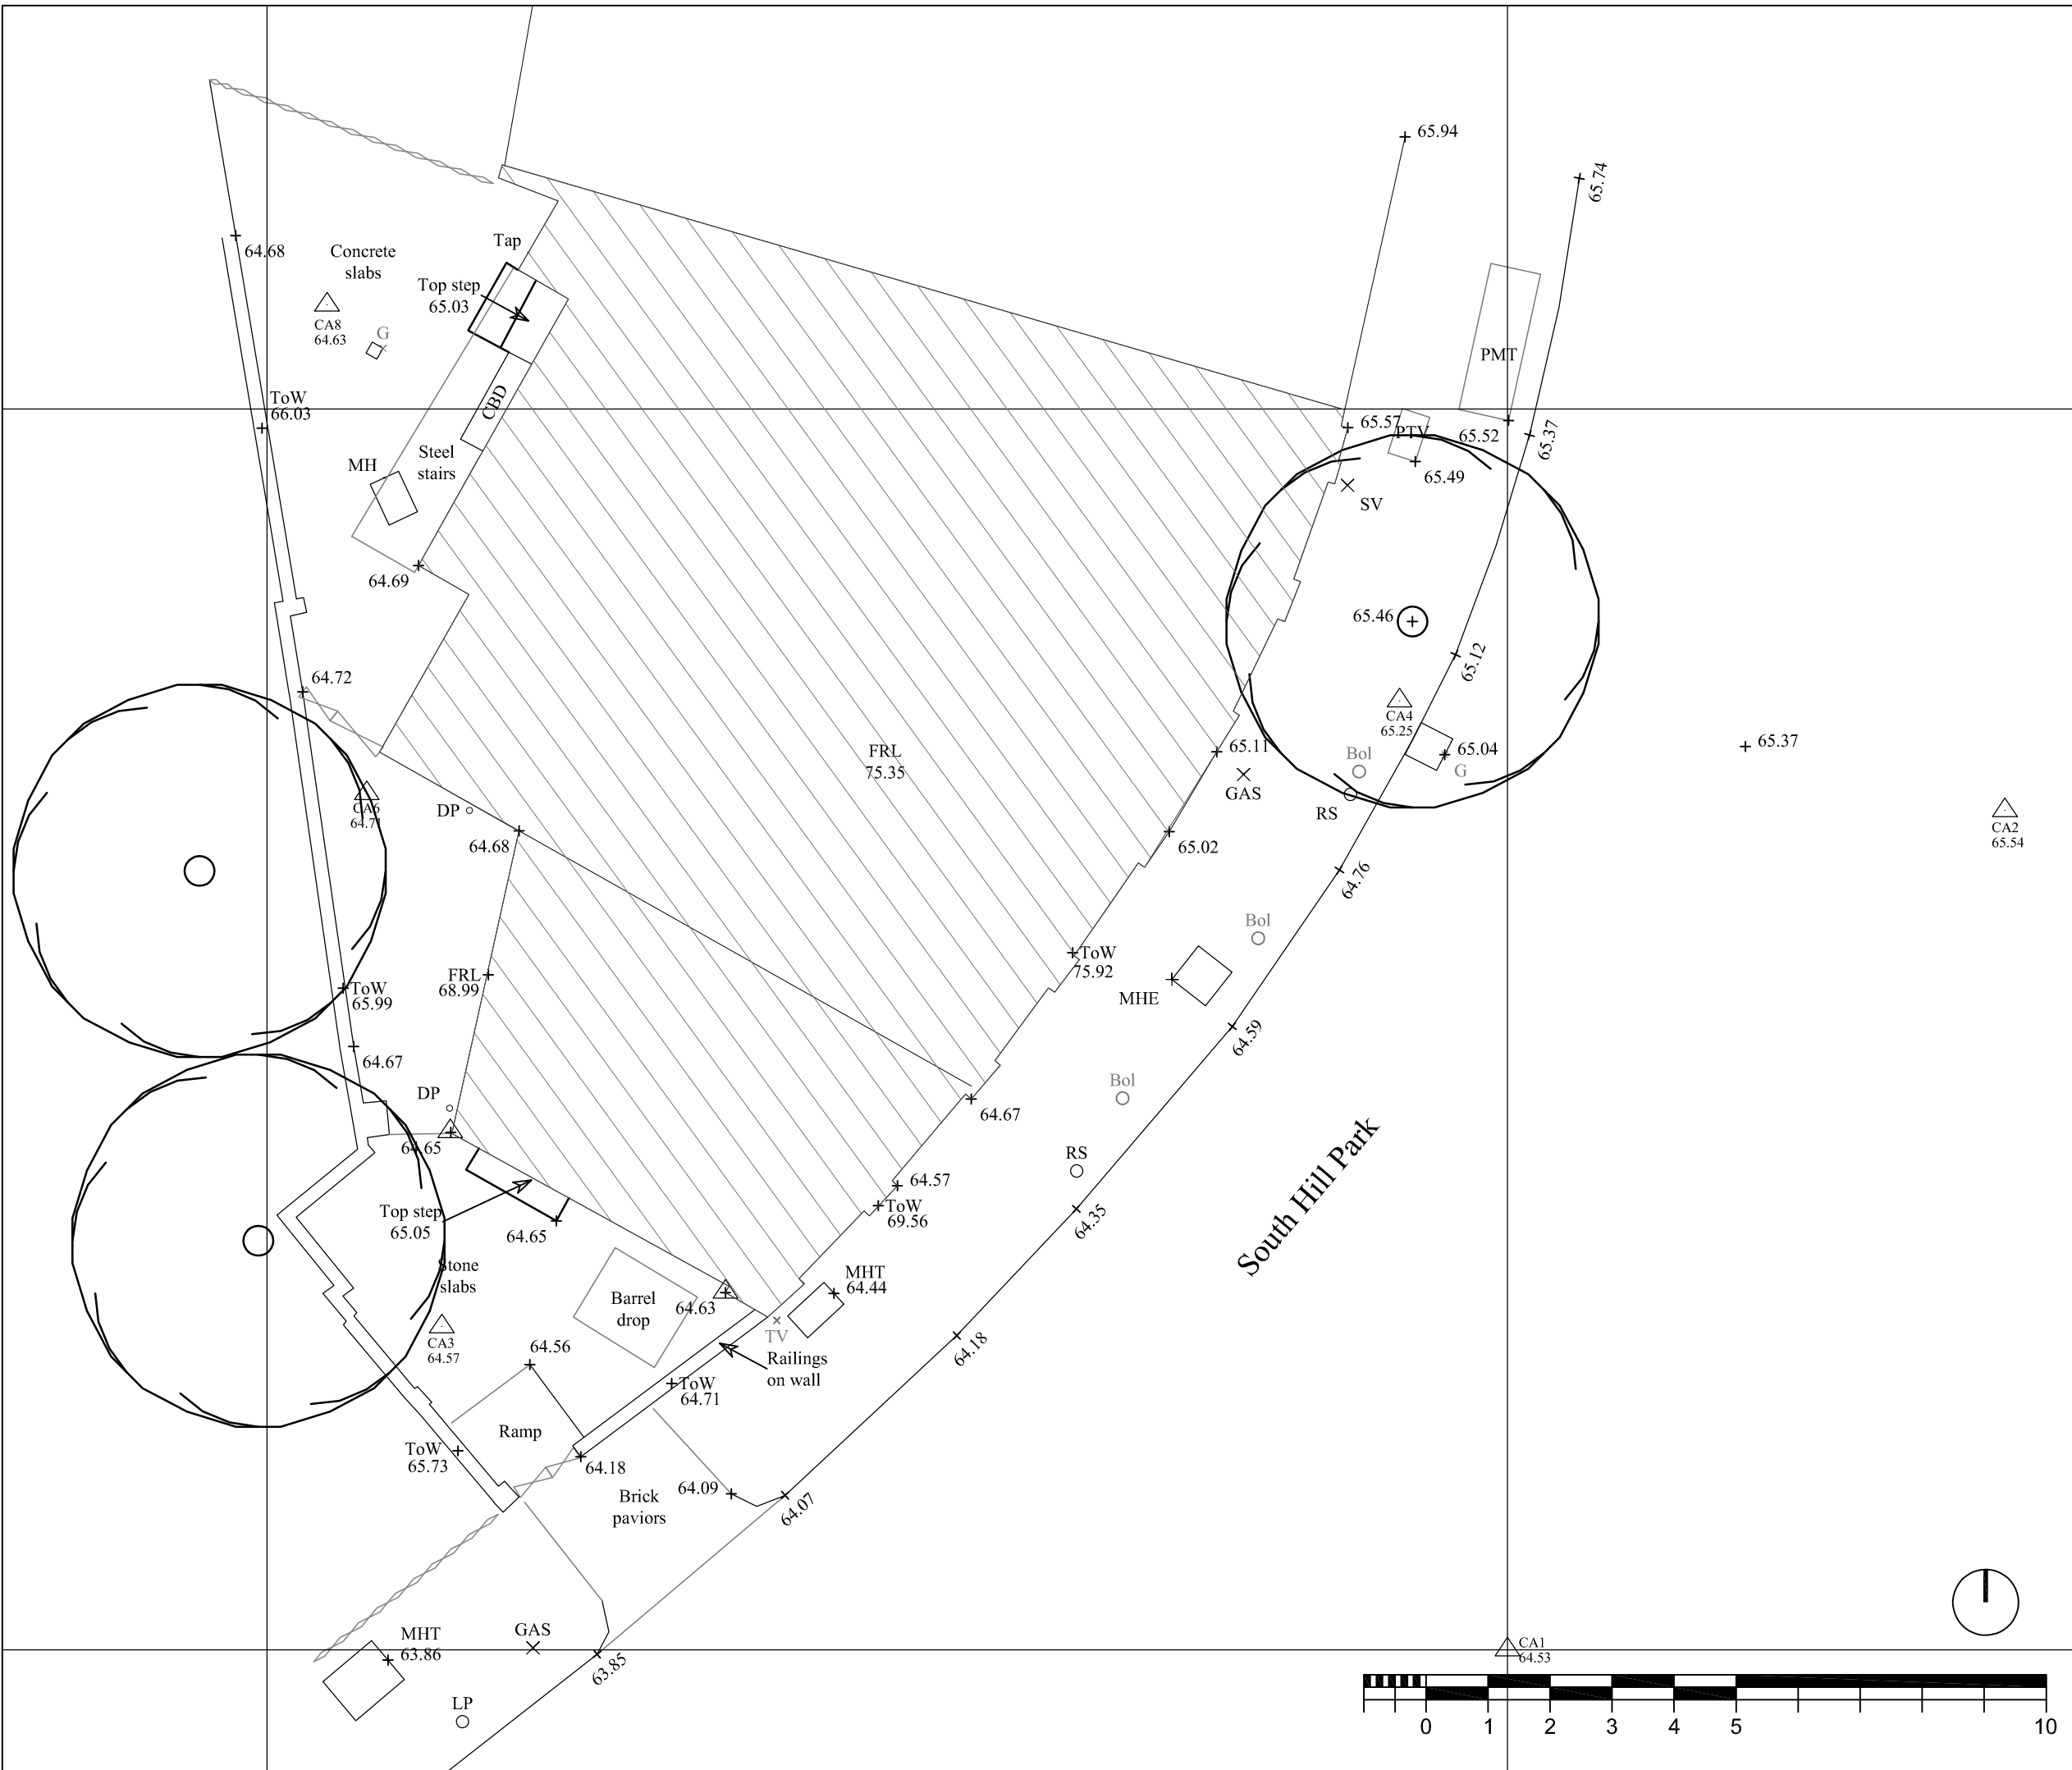 65.94
65.74
Tap
64.68
Concrete
slabs
Top step
65.03
CA8
64.63
G
PMT
CBD
ToW
66.03
65.57
PTV
65.52
65.37
Steel
stairs
MH
65.49
SV
64.69
65.46
65.12
64.72
CA4
65.25
FRL
75.35
65.11
Bol
65.04
G
65.37
GAS
RS
CA2
65.54
DP
64.71
64.68
65.02
64.76
Bol
ToW
75.92
FRL
68.99
ToW
65.99
MHE
64.59
64.67
DP
Bol
64.67
64.65
RS
64.57
ToW
69.56
Top step
65.05
64.65
64.35
South Hill Park
Stone
slabs
MHT
64.44
Barrel
drop
64.63
TV
CA3
64.57
64.56
Railings
on wall
64.18
ToW
64.71
Ramp
ToW
65.73
64.18
64.09
Brick
paviors
64.07
GAS
MHT
63.86
63.85
CA1
64.53
LP
0 1 2 3 4 5 10